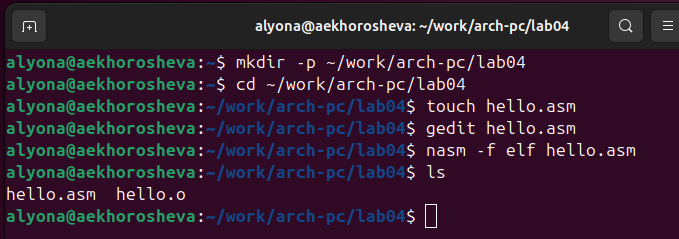 alyona@aekhorosheva: ~/work/arch-pc/lab04
alyona@aekhorosheva:~$ mkdir -p ~/work/arch-pc/lab04
alyona@aekhorosheva:~$ cd ~/work/arch-pc/lab04
alyona@aekhorosheva:~/work/arch-pc/lab04$ touch hello.asm
alyona@aekhorosheva:~/work/arch-pc/lab04$ gedit hello.asm
alyona@aekhorosheva:~/work/arch-pc/lab04$ nasm -f elf hello.asm
alyona@aekhorosheva:~/work/arch-pc/lab04$ ls
hello.asm  hello.o
alyona@aekhorosheva:~/work/arch-pc/lab04$